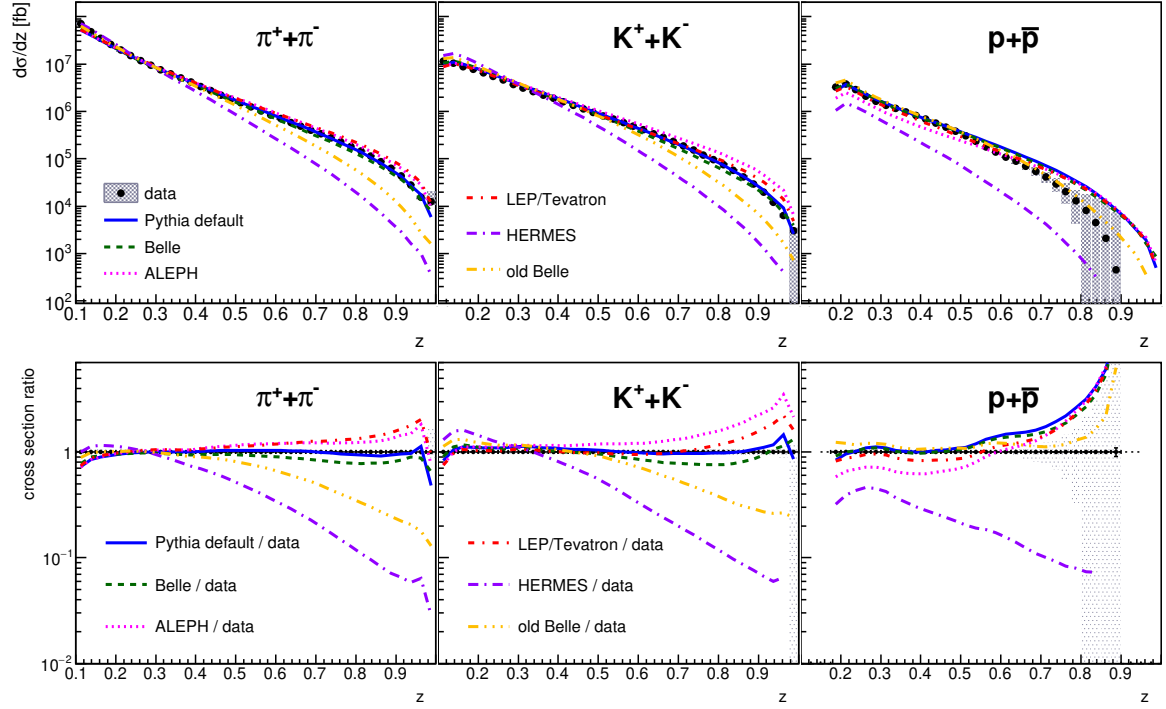 dσ/dz [fb]
10⁷
10⁶
10⁵
10⁴
10³
10²
π⁺+π⁻
K⁺+K⁻
p+p̅
data
Pythia default
Belle
ALEPH
LEP/Tevatron
HERMES
old Belle
0.1 0.2 0.3 0.4 0.5 0.6 0.7 0.8 0.9
0.2 0.3 0.4 0.5 0.6 0.7 0.8 0.9
0.1 0.2 0.3 0.4 0.5 0.6 0.7 0.8 0.9
z
z
z
cross section ratio
1
10⁻¹
10⁻²
π⁺+π⁻
K⁺+K⁻
p+p̅
Pythia default / data
Belle / data
ALEPH / data
LEP/Tevatron / data
HERMES / data
old Belle / data
0.1 0.2 0.3 0.4 0.5 0.6 0.7 0.8 0.9
0.2 0.3 0.4 0.5 0.6 0.7 0.8 0.9
0.1 0.2 0.3 0.4 0.5 0.6 0.7 0.8 0.9
z
z
z